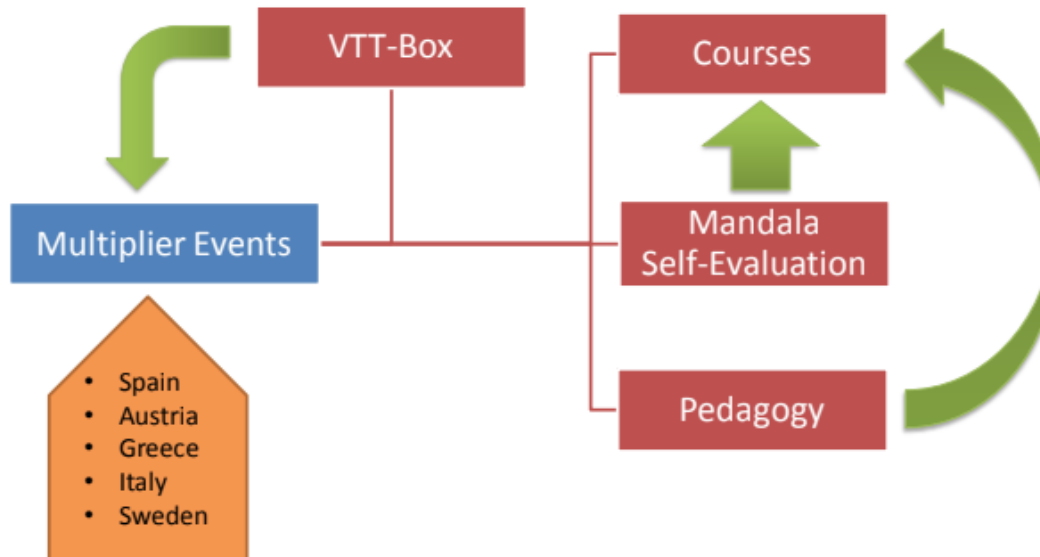 VTT-Box
Courses
Multiplier Events
Mandala
Self-Evaluation
• Spain
• Austria
• Greece
• Italy
• Sweden
Pedagogy